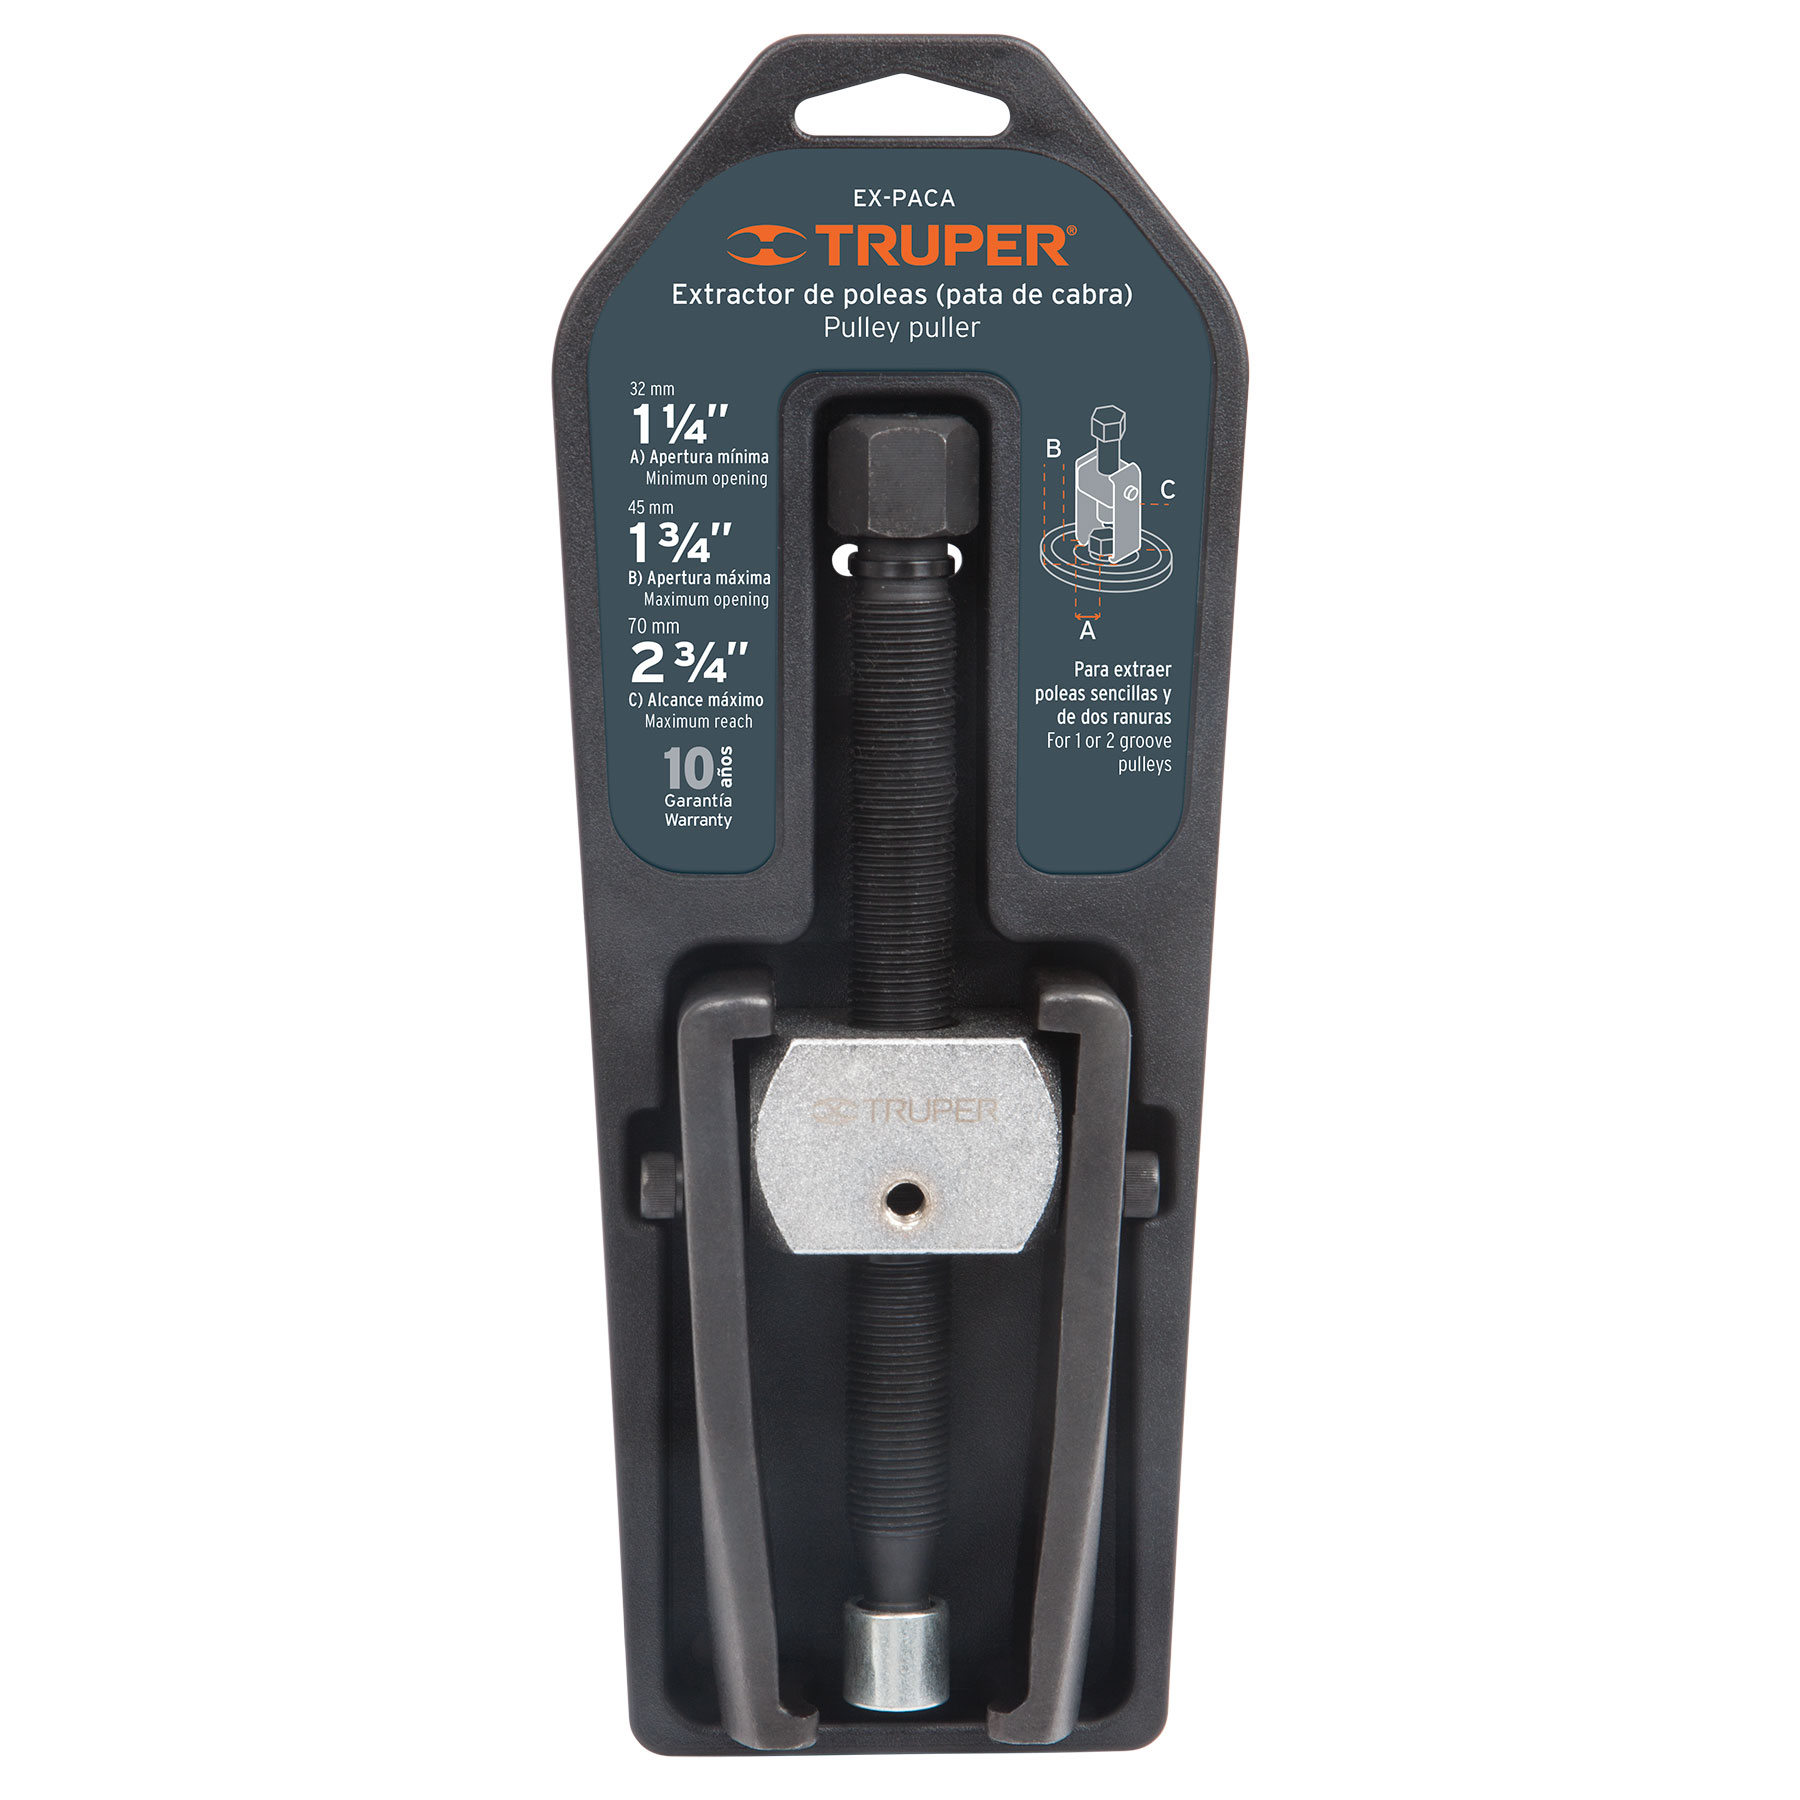 EX-PACA
TRUPER®
Extractor de poleas (pata de cabra)
Pulley puller
32 mm
1 ¼"
A) Apertura mínima
Minimum opening
45 mm
1 ¾"
B) Apertura máxima
Maximum opening
70 mm
2 ¾"
C) Alcance máximo
Maximum reach
10 años
Garantía
Warranty
B
C
A
Para extraer
poleas sencillas y
de dos ranuras
For 1 or 2 groove
pulleys
TRUPER